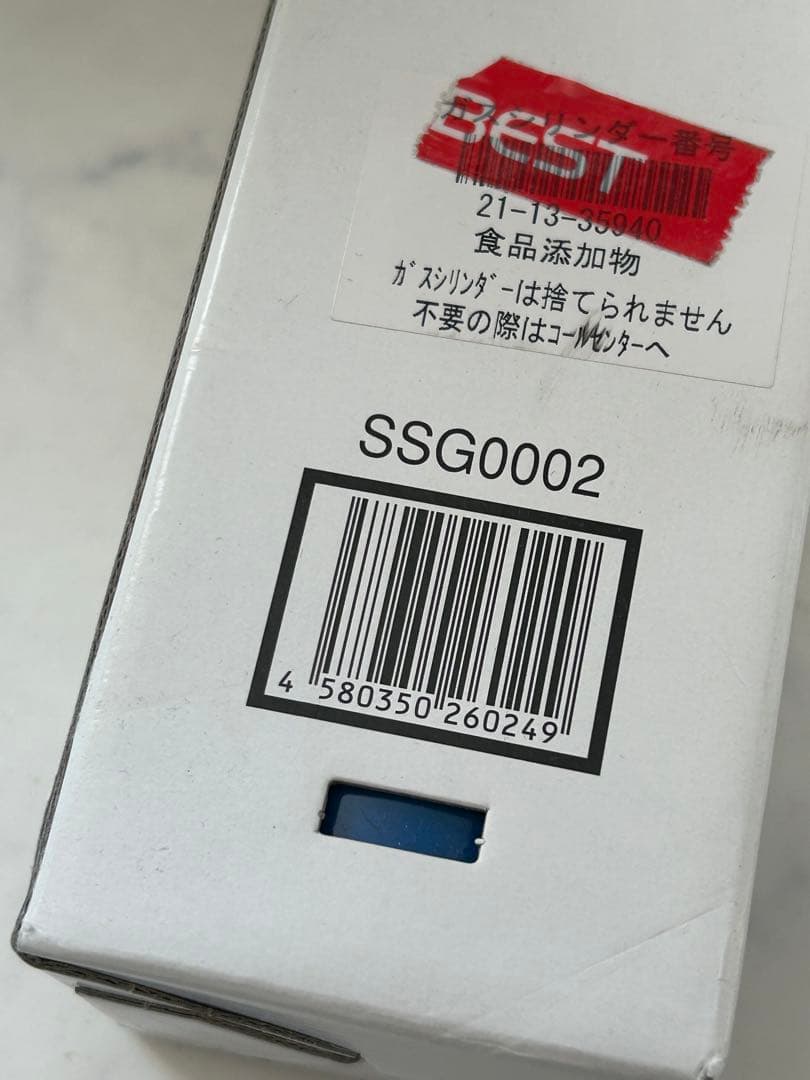 BEST
ガスシリンダー番号
21-13-35940
食品添加物
ガスシリンダーは捨てられません
不要の際はコールセンターへ
SSG0002
4 580350 260249